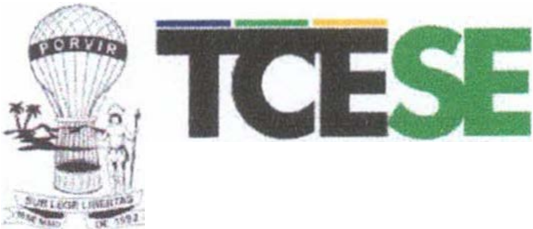 PORVIR
TCESE
SUB LEGE LIBERTAS
DE 1892